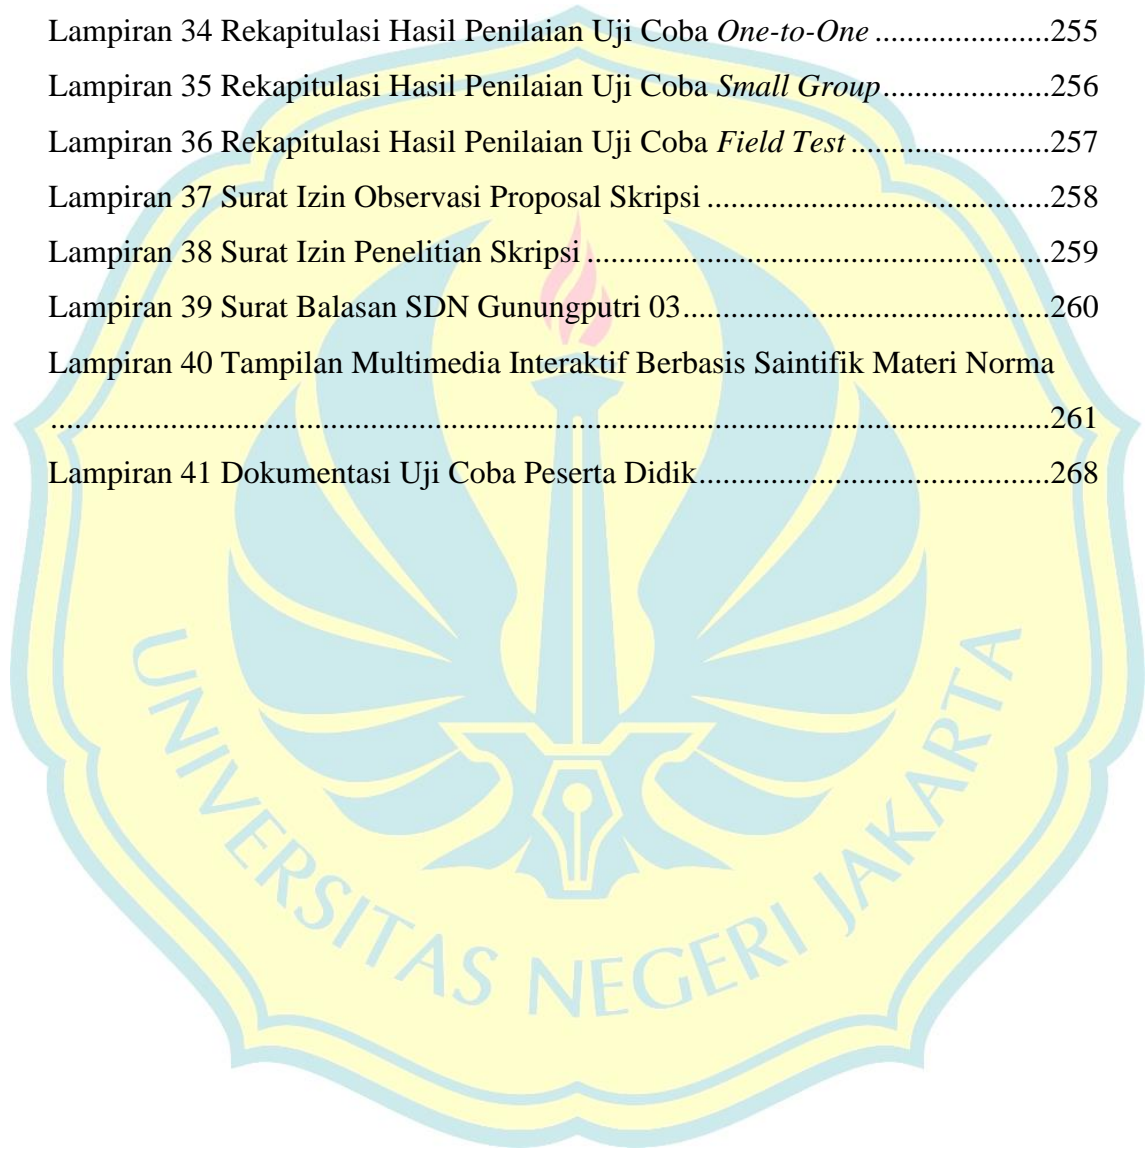 Lampiran 34 Rekapitulasi Hasil Penilaian Uji Coba One-to-One ......................255
Lampiran 35 Rekapitulasi Hasil Penilaian Uji Coba Small Group.....................256
Lampiran 36 Rekapitulasi Hasil Penilaian Uji Coba Field Test .........................257
Lampiran 37 Surat Izin Observasi Proposal Skripsi ...........................................258
Lampiran 38 Surat Izin Penelitian Skripsi ..........................................................259
Lampiran 39 Surat Balasan SDN Gunungputri 03..............................................260
Lampiran 40 Tampilan Multimedia Interaktif Berbasis Saintifik Materi Norma
.............................................................................................................................261
Lampiran 41 Dokumentasi Uji Coba Peserta Didik............................................268
UNIVERSITAS NEGERI JAKARTA